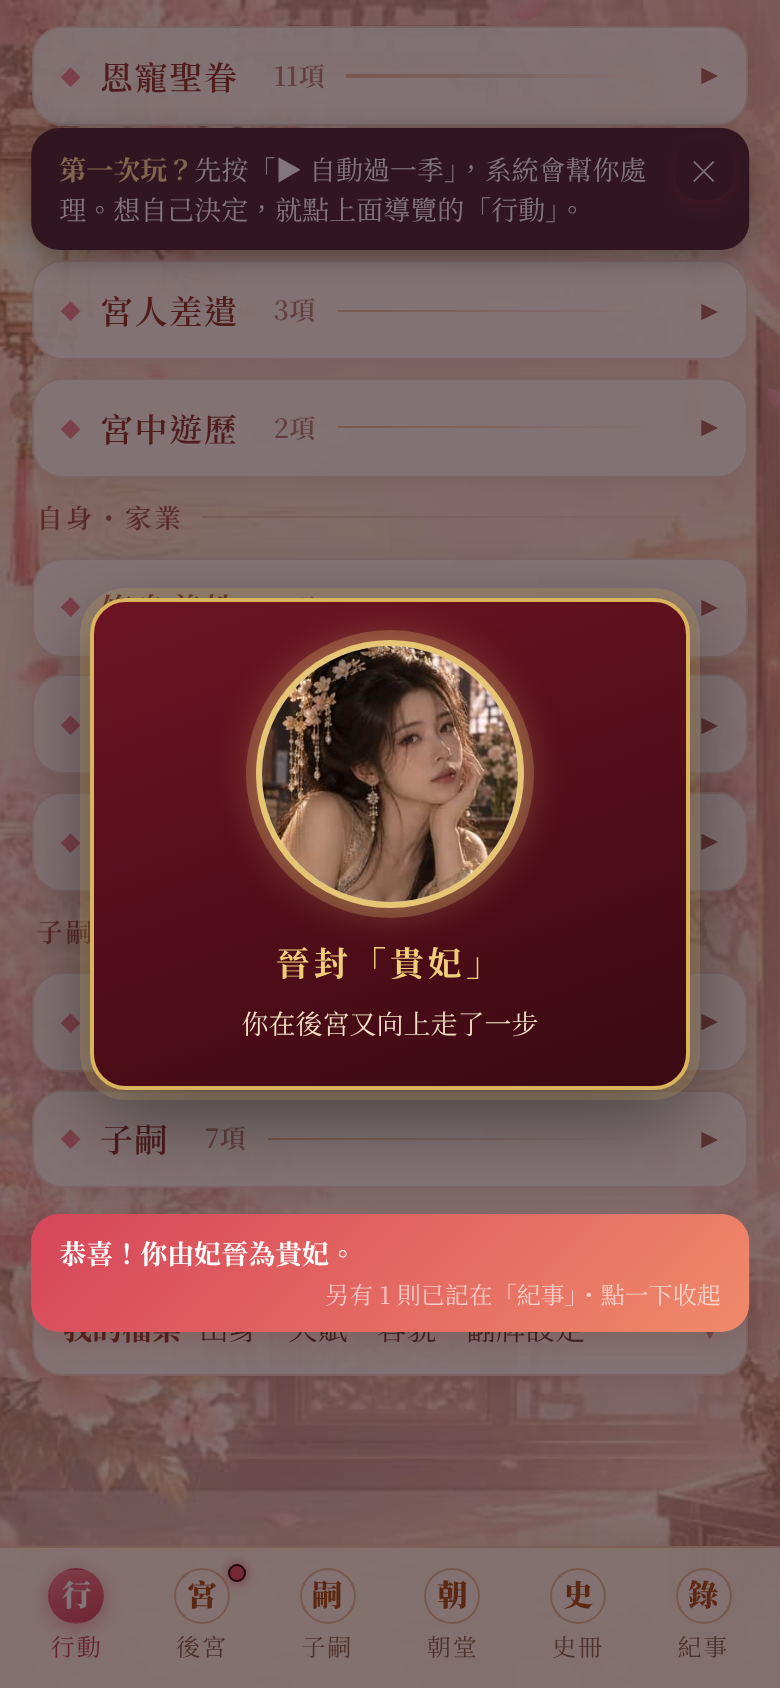 恩寵聖眷 11項
第一次玩？先按「▶ 自動過一季」，系統會幫你處
理。想自己決定，就點上面導覽的「行動」。
宮人差遣 3項
宮中遊歷 2項
自身・家業
晉封「貴妃」
你在後宮又向上走了一步
子嗣
子嗣 7項
恭喜！你由妃晉為貴妃。
另有 1 則已記在「紀事」・點一下收起
行 宮 嗣 朝 史 錄
行動 後宮 子嗣 朝堂 史冊 紀事